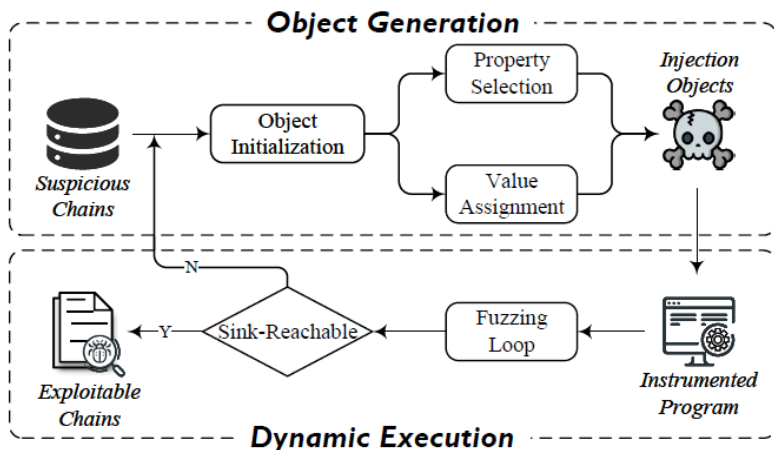 Object Generation
Suspicious
Chains
Object
Initialization
Property
Selection
Value
Assignment
Injection
Objects
Instrumented
Program
Fuzzing
Loop
Sink-Reachable
N
Y
Exploitable
Chains
Dynamic Execution